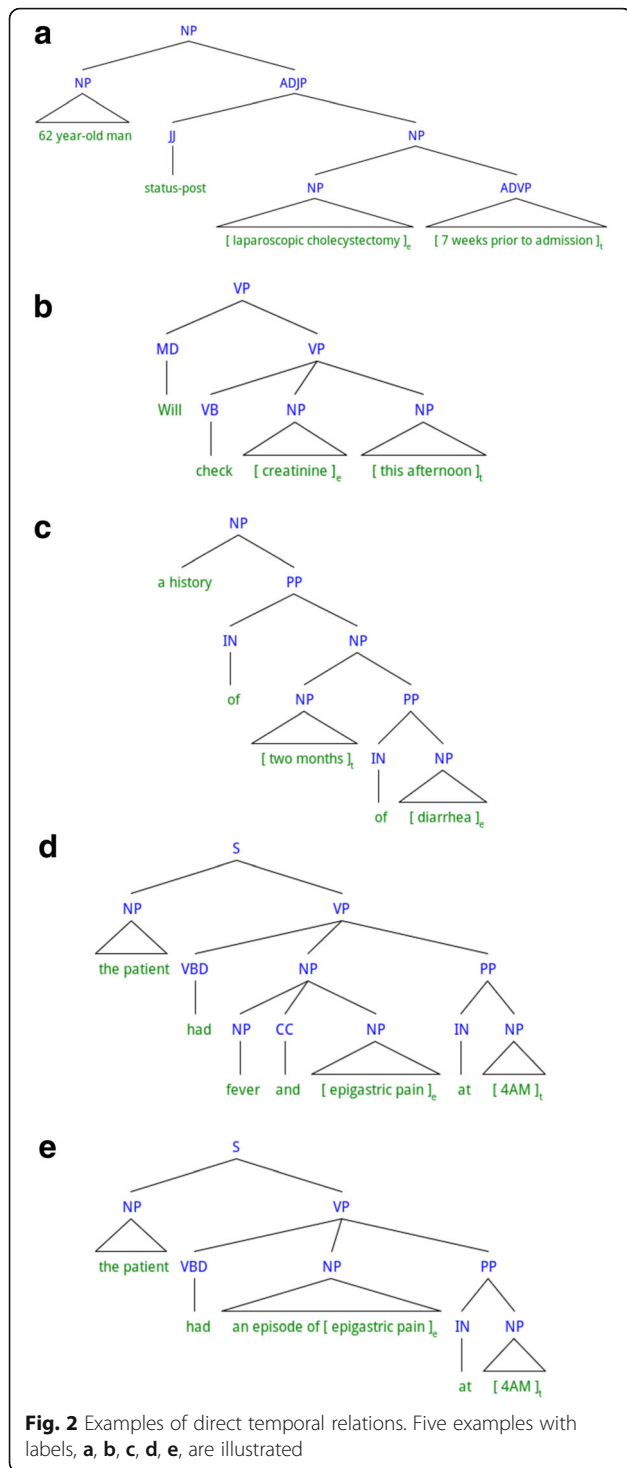 a
NP
NP ADJP
62 year-old man JJ NP
status-post NP ADVP
[ laparoscopic cholecystectomy ]e [ 7 weeks prior to admission ]t
b
VP
MD VP
Will VB NP NP
check [ creatinine ]e [ this afternoon ]t
c
NP
a history PP
IN NP
of NP PP
[ two months ]t IN NP
of [ diarrhea ]e
d
S
NP VP
the patient VBD NP PP
had NP CC NP IN NP
fever and [ epigastric pain ]e at [ 4AM ]t
e
S
NP VP
the patient VBD NP PP
had an episode of [ epigastric pain ]e IN NP
at [ 4AM ]t
Fig. 2 Examples of direct temporal relations. Five examples with
labels, a, b, c, d, e, are illustrated